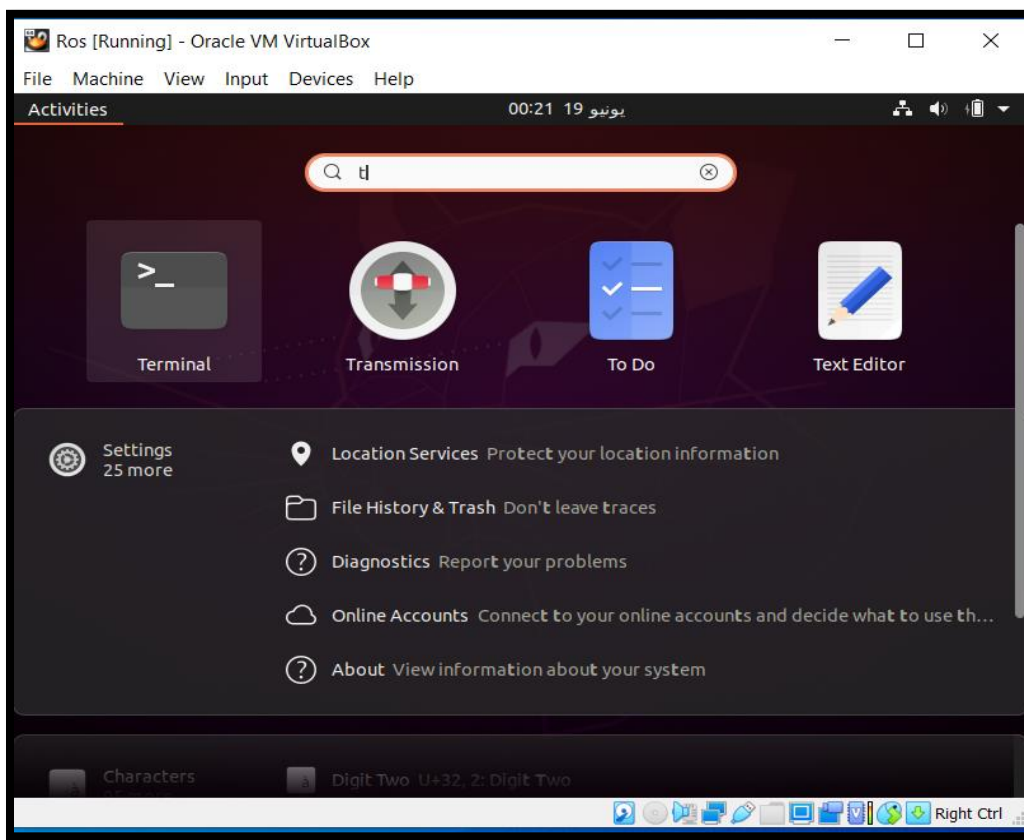 Ros [Running] - Oracle VM VirtualBox
File Machine View Input Devices Help
Activities
00:21 19 يونيو
t
>_
Terminal
Transmission
To Do
Text Editor
Settings
25 more
Location Services Protect your location information
File History & Trash Don't leave traces
Diagnostics Report your problems
Online Accounts Connect to your online accounts and decide what to use th...
About View information about your system
Characters
Digit Two U+32, 2: Digit Two
Right Ctrl